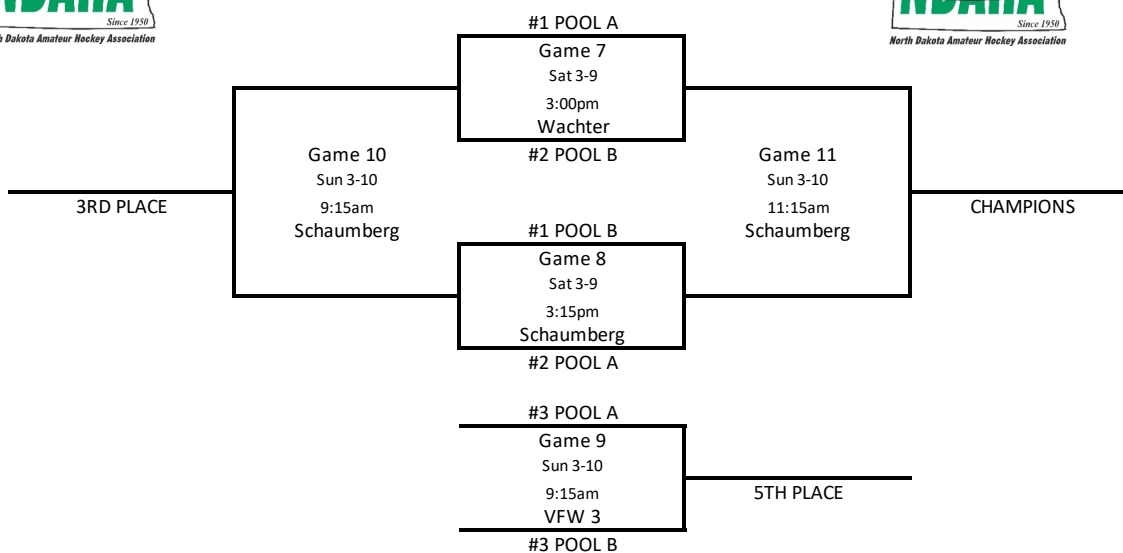 NDAHA
Since 1950
Dakota Amateur Hockey Association
NDAHA
Since 1950
North Dakota Amateur Hockey Association
#1 POOL A
Game 7
Sat 3-9
3:00pm
Wachter
#2 POOL B
Game 10
Sun 3-10
9:15am
Schaumberg
3RD PLACE
Game 11
Sun 3-10
11:15am
Schaumberg
CHAMPIONS
#1 POOL B
Game 8
Sat 3-9
3:15pm
Schaumberg
#2 POOL A
#3 POOL A
Game 9
Sun 3-10
9:15am
VFW 3
#3 POOL B
5TH PLACE